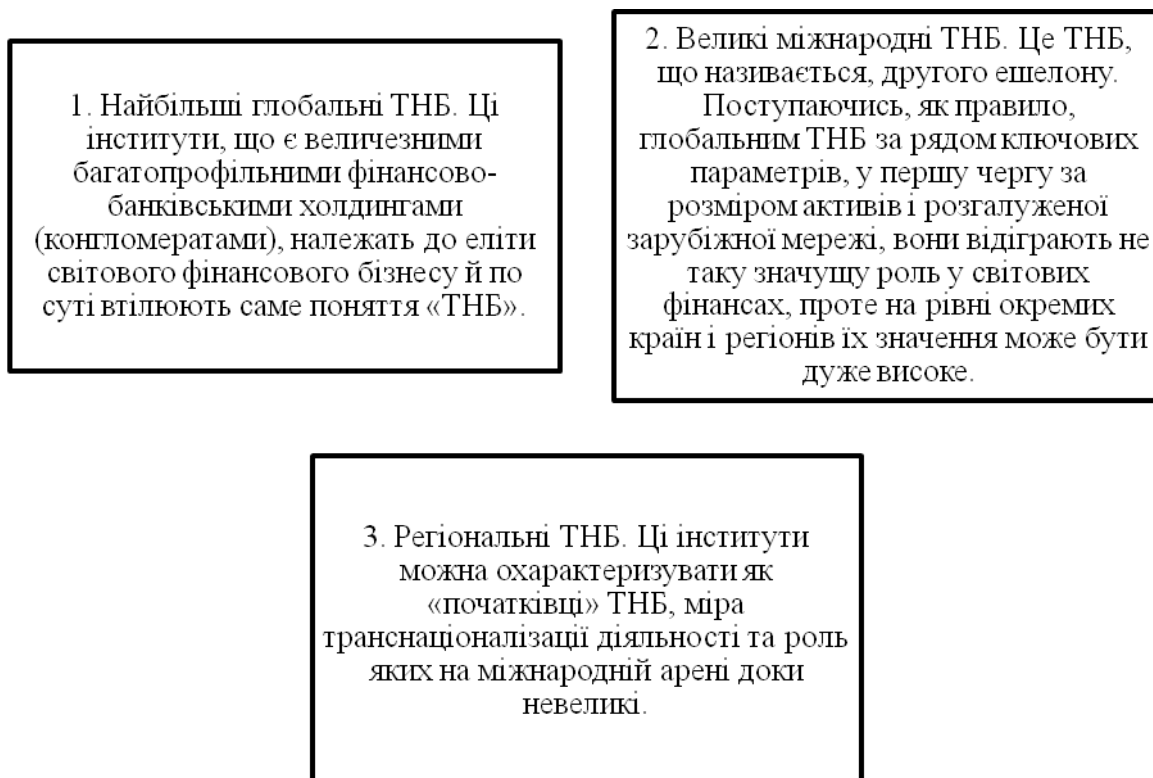 1. Найбільші глобальні ТНБ. Ці
інститути, що є величезними
багатопрофільними фінансово-
банківськими холдингами
(конгломератами), належать до еліти
світового фінансового бізнесу й по
суті втілюють саме поняття «ТНБ».
2. Великі міжнародні ТНБ. Це ТНБ,
що називається, другого ешелону.
Поступаючись, як правило,
глобальним ТНБ за рядом ключових
параметрів, у першу чергу за
розміром активів і розгалуженої
зарубіжної мережі, вони відіграють не
таку значущу роль у світових
фінансах, проте на рівні окремих
країн і регіонів їх значення може бути
дуже високе.
3. Регіональні ТНБ. Ці інститути
можна охарактеризувати як
«початківці» ТНБ, міра
транснаціоналізації діяльності та роль
яких на міжнародній арені доки
невеликі.